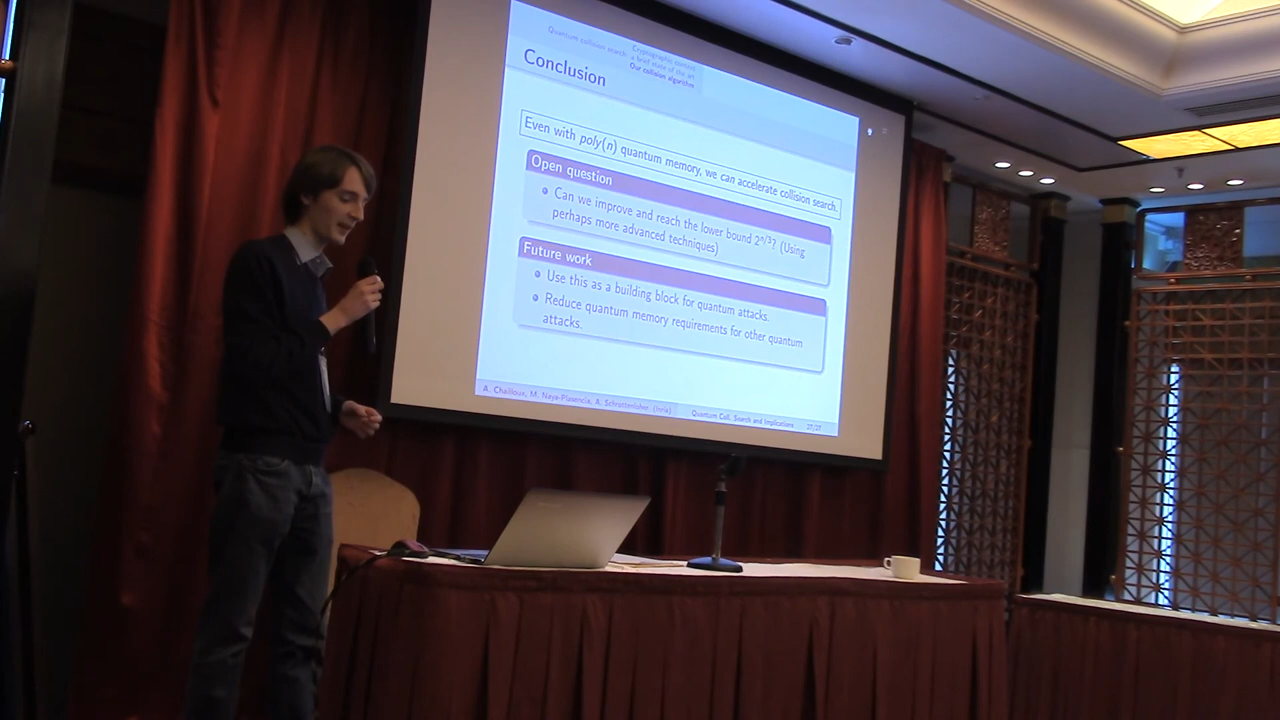 Quantum collision search:
Cryptographic context
a brief state of the art
Our collision algorithm
Conclusion
Even with poly(n) quantum memory, we can accelerate collision search.
Open question
Can we improve and reach the lower bound 2^{n/3}? (Using
perhaps more advanced techniques)
Future work
Use this as a building block for quantum attacks.
Reduce quantum memory requirements for other quantum
attacks.
A. Chailloux, M. Naya-Plasencia, A. Schrottenloher (Inria)
Quantum Coll. Search and Implications
27/27